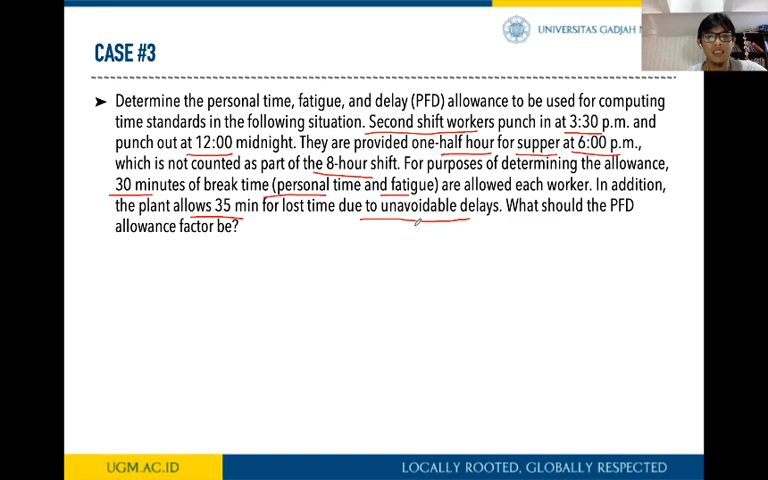 UNIVERSITAS GADJAH
CASE #3
➤ Determine the personal time, fatigue, and delay (PFD) allowance to be used for computing
time standards in the following situation. Second shift workers punch in at 3:30 p.m. and
punch out at 12:00 midnight. They are provided one-half hour for supper at 6:00 p.m.,
which is not counted as part of the 8-hour shift. For purposes of determining the allowance,
30 minutes of break time (personal time and fatigue) are allowed each worker. In addition,
the plant allows 35 min for lost time due to unavoidable delays. What should the PFD
allowance factor be?
UGM.AC.ID
LOCALLY ROOTED, GLOBALLY RESPECTED